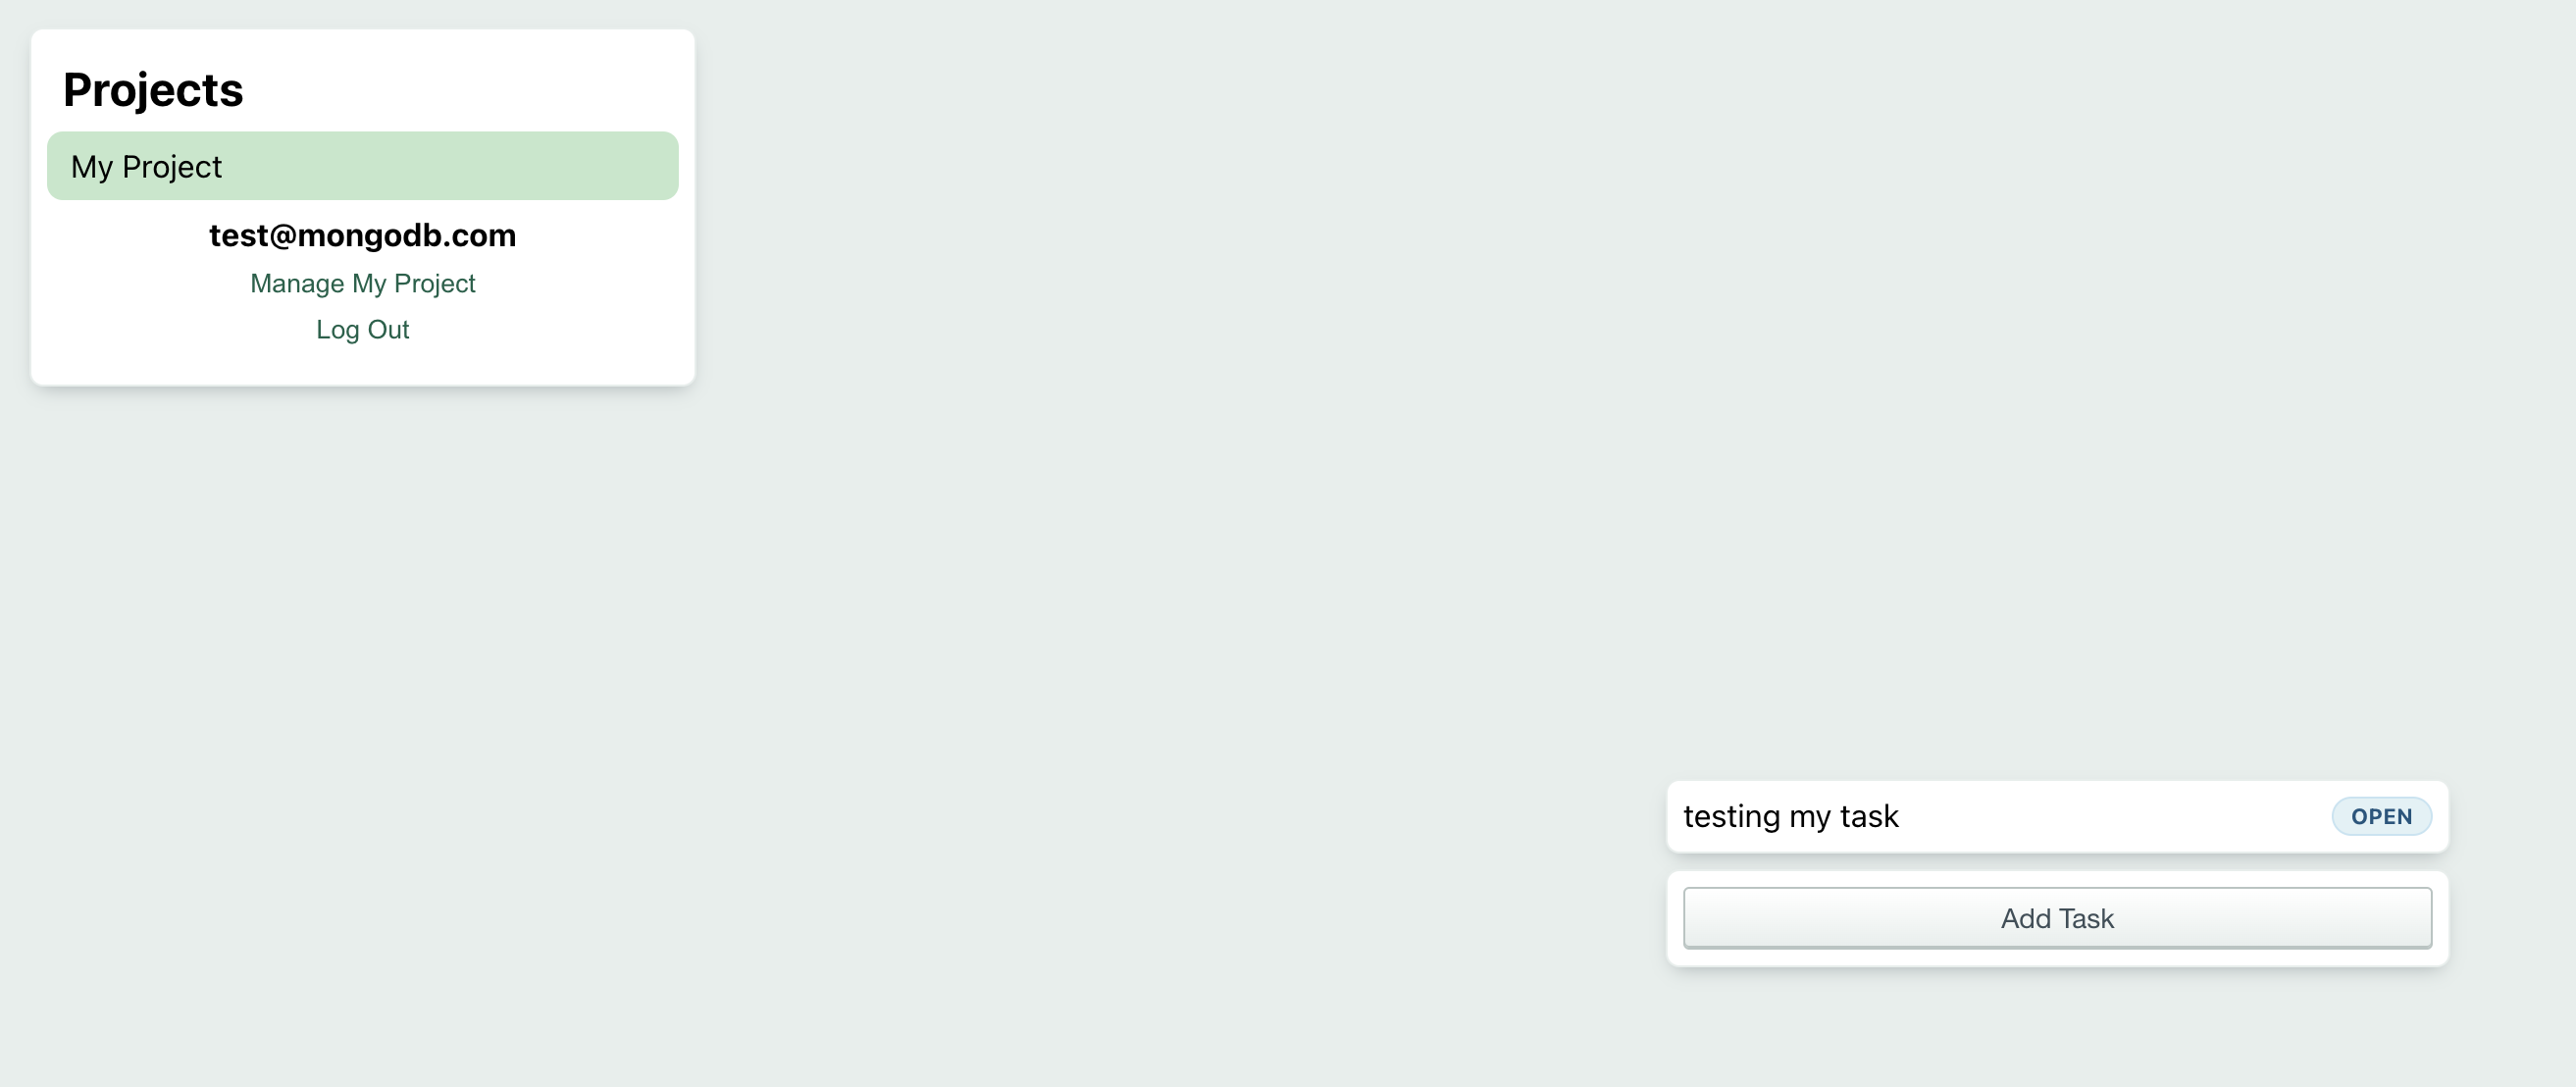 Projects
My Project
test@mongodb.com
Manage My Project
Log Out
testing my task OPEN
Add Task